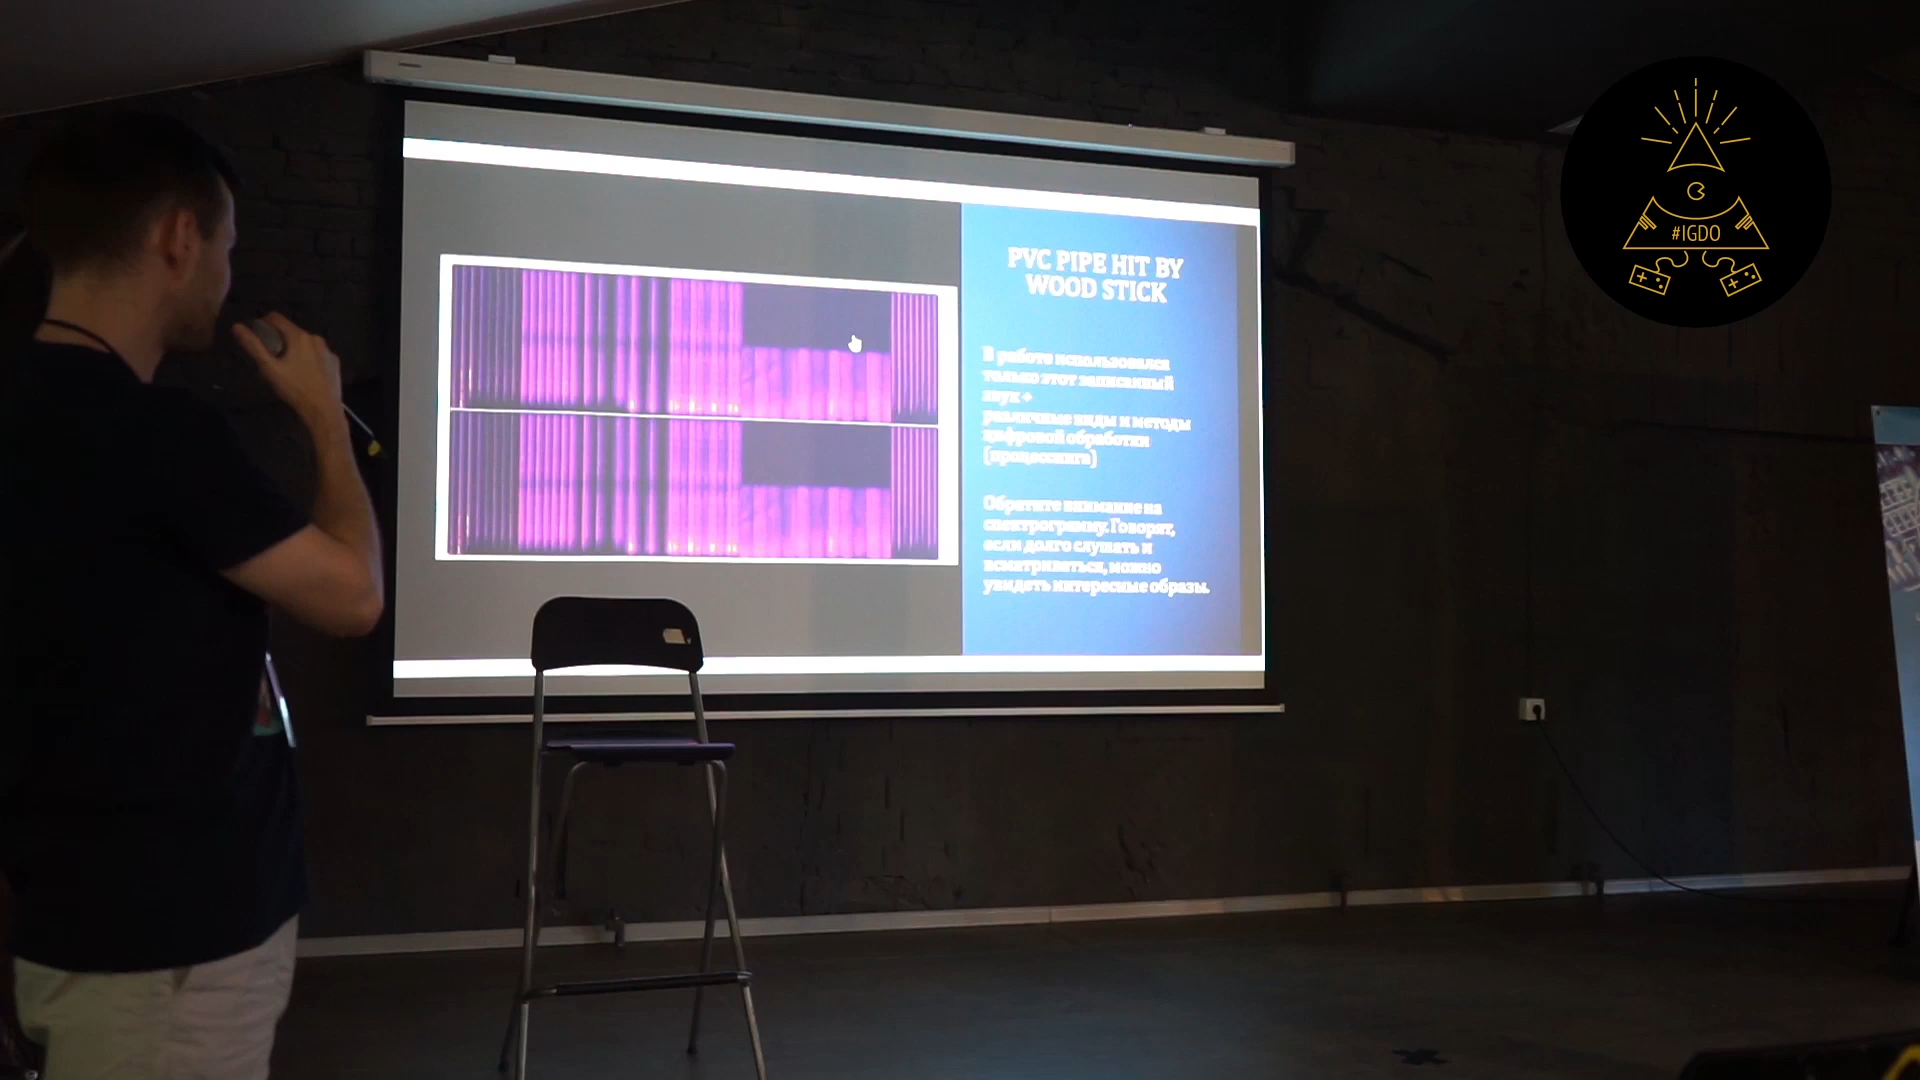 PVC PIPE HIT BY
WOOD STICK
В работе использовался
только этот записанный
звук +
различные виды и методы
цифровой обработки
(процессинга)
Обратите внимание на
спектрограмму. Говорят,
если долго слушать и
всматриваться, можно
увидеть интересные образы.
#IGDO